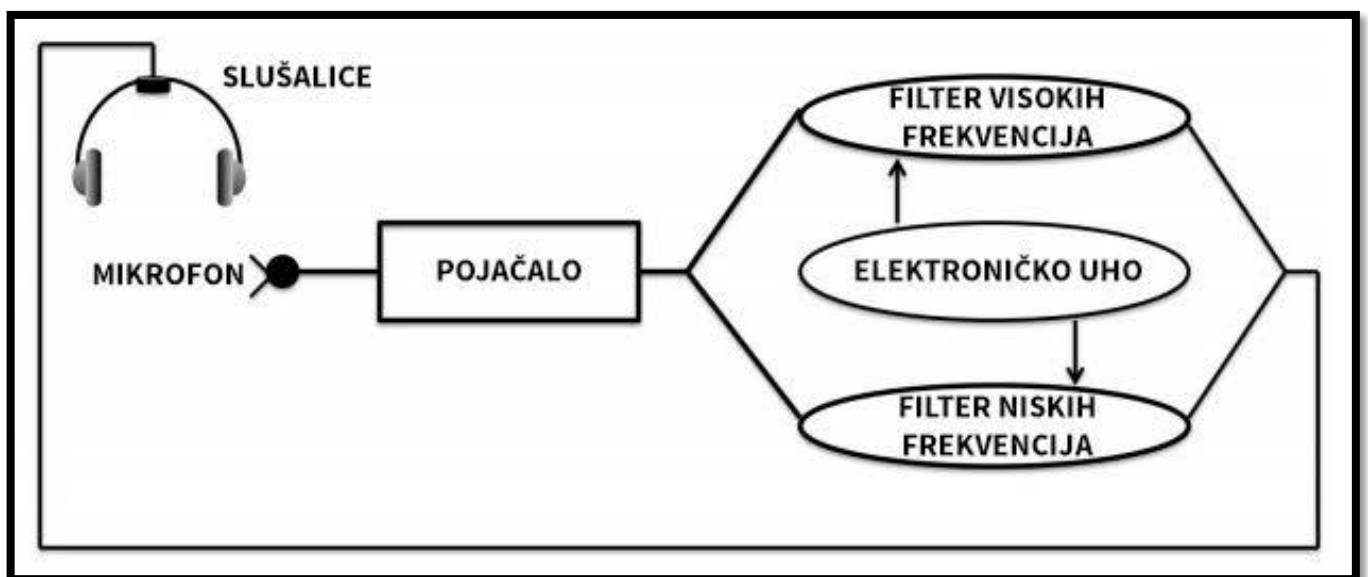 SLUŠALICE
FILTER VISOKIH
FREKVENCIJA
MIKROFON
POJAČALO
ELEKTRONIČKO UHO
FILTER NISKIH
FREKVENCIJA